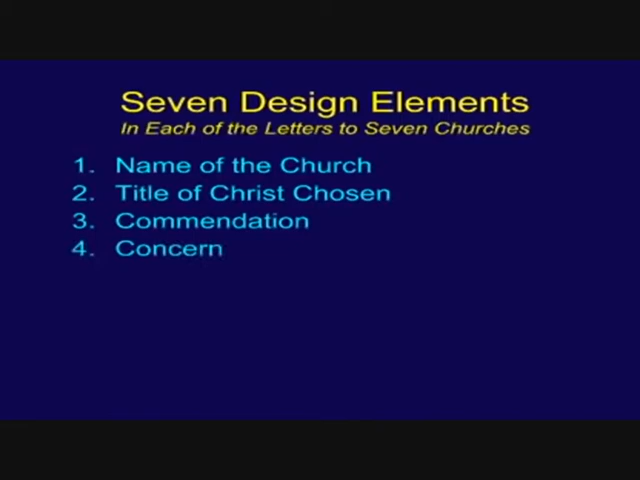 Seven Design Elements
In Each of the Letters to Seven Churches
1. Name of the Church
2. Title of Christ Chosen
3. Commendation
4. Concern